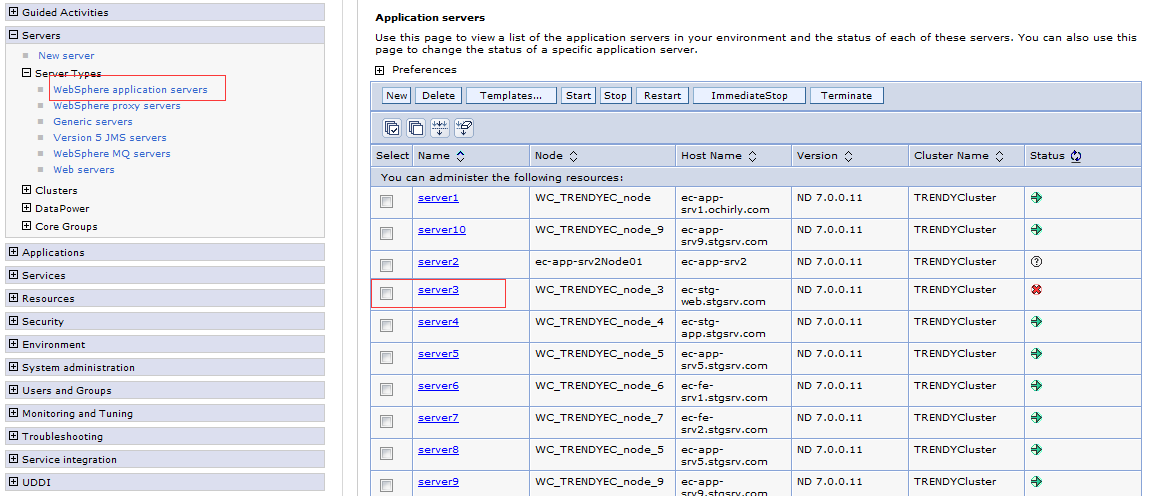 Guided Activities
Servers
New server
Server Types
WebSphere application servers
WebSphere proxy servers
Generic servers
Version 5 JMS servers
WebSphere MQ servers
Web servers
Clusters
DataPower
Core Groups
Applications
Services
Resources
Security
Environment
System administration
Users and Groups
Monitoring and Tuning
Troubleshooting
Service integration
UDDI
Application servers
Use this page to view a list of the application servers in your environment and the status of each of these servers. You can also use this
page to change the status of a specific application server.
Preferences
New Delete Templates... Start Stop Restart ImmediateStop Terminate
Select Name Node Host Name Version Cluster Name Status
You can administer the following resources:
server1 WC_TRENDYEC_node ec-app- ND 7.0.0.11 TRENDYCluster
srv1.ochirly.com
server10 WC_TRENDYEC_node_9 ec-app- ND 7.0.0.11 TRENDYCluster
srv9.stgsrv.com
server2 ec-app-srv2Node01 ec-app-srv2 ND 7.0.0.11 TRENDYCluster
server3 WC_TRENDYEC_node_3 ec-stg- ND 7.0.0.11 TRENDYCluster
web.stgsrv.com
server4 WC_TRENDYEC_node_4 ec-stg- ND 7.0.0.11 TRENDYCluster
app.stgsrv.com
server5 WC_TRENDYEC_node_5 ec-app- ND 7.0.0.11 TRENDYCluster
srv5.stgsrv.com
server6 WC_TRENDYEC_node_6 ec-fe- ND 7.0.0.11 TRENDYCluster
srv1.stgsrv.com
server7 WC_TRENDYEC_node_7 ec-fe- ND 7.0.0.11 TRENDYCluster
srv2.stgsrv.com
server8 WC_TRENDYEC_node_5 ec-app- ND 7.0.0.11 TRENDYCluster
srv5.stgsrv.com
server9 WC_TRENDYEC_node_9 ec-app- ND 7.0.0.11 TRENDYCluster
srv9.stgsrv.com